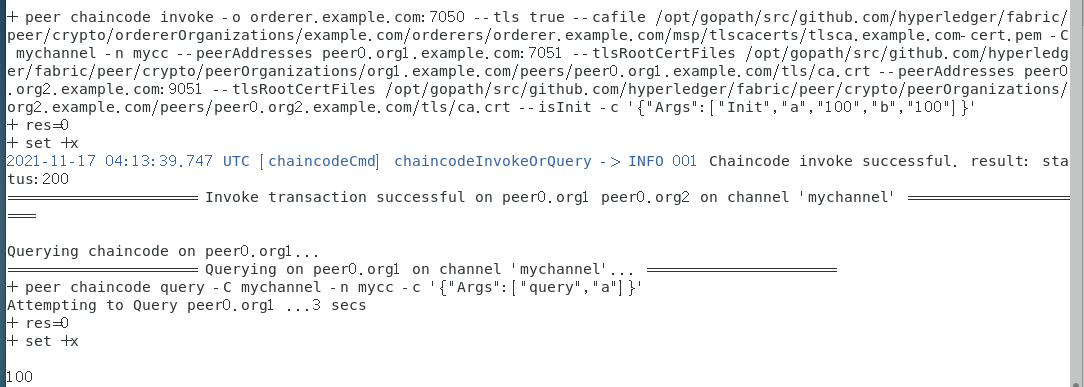 + peer chaincode invoke -o orderer.example.com:7050 --tls true --cafile /opt/gopath/src/github.com/hyperledger/fabric/
peer/crypto/ordererOrganizations/example.com/orderers/orderer.example.com/msp/tlscacerts/tlsca.example.com-cert.pem -C
mychannel -n mycc --peerAddresses peer0.org1.example.com:7051 --tlsRootCertFiles /opt/gopath/src/github.com/hyperledg
er/fabric/peer/crypto/peerOrganizations/org1.example.com/peers/peer0.org1.example.com/tls/ca.crt --peerAddresses peer0
.org2.example.com:9051 --tlsRootCertFiles /opt/gopath/src/github.com/hyperledger/fabric/peer/crypto/peerOrganizations/
org2.example.com/peers/peer0.org2.example.com/tls/ca.crt --isInit -c '{"Args":["Init","a","100","b","100"]}'
+ res=0
+ set +x
2021-11-17 04:13:39.747 UTC [chaincodeCmd] chaincodeInvokeOrQuery -> INFO 001 Chaincode invoke successful. result: sta
tus:200
===================== Invoke transaction successful on peer0.org1 peer0.org2 on channel 'mychannel' ==================
===

Querying chaincode on peer0.org1...
===================== Querying on peer0.org1 on channel 'mychannel'... =====================
+ peer chaincode query -C mychannel -n mycc -c '{"Args":["query","a"]}'
Attempting to Query peer0.org1 ...3 secs
+ res=0
+ set +x

100